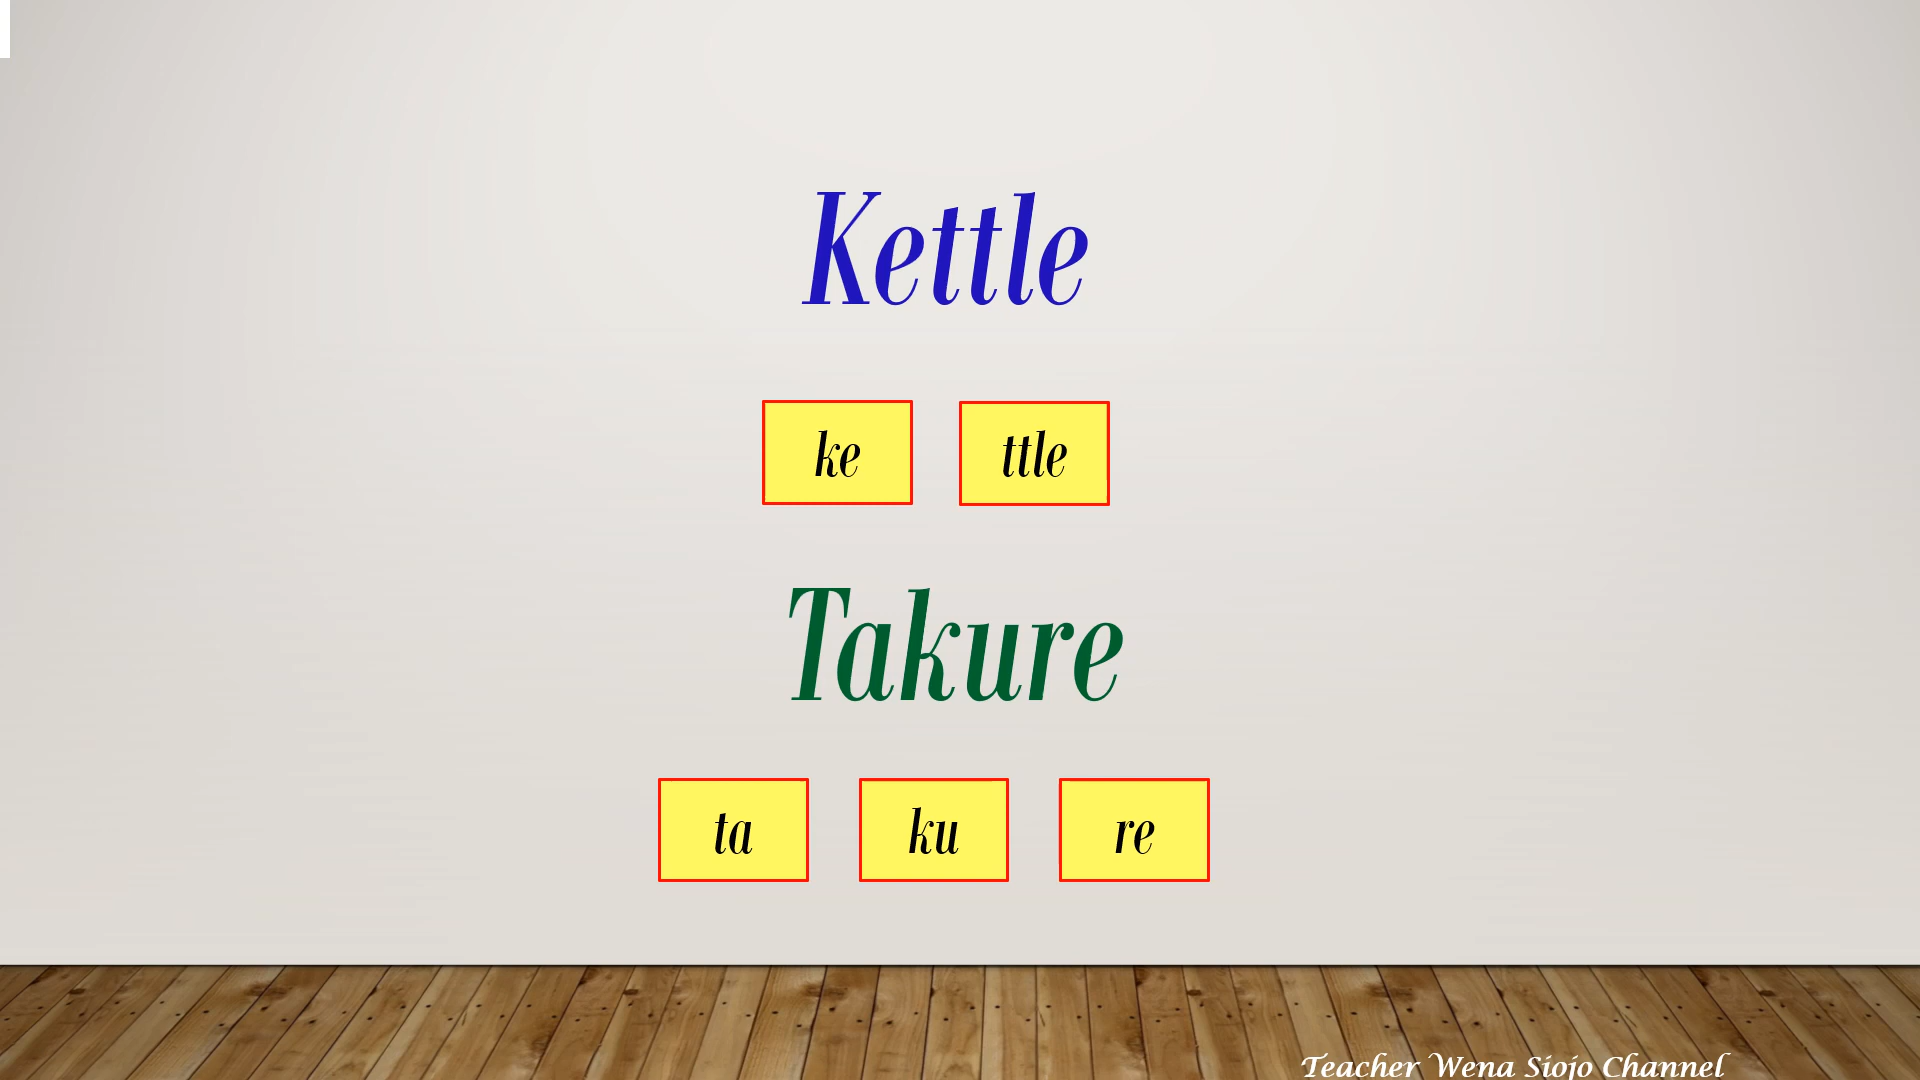 Kettle
ke ttle
Takure
ta ku re
Teacher Wena Siojo Channel